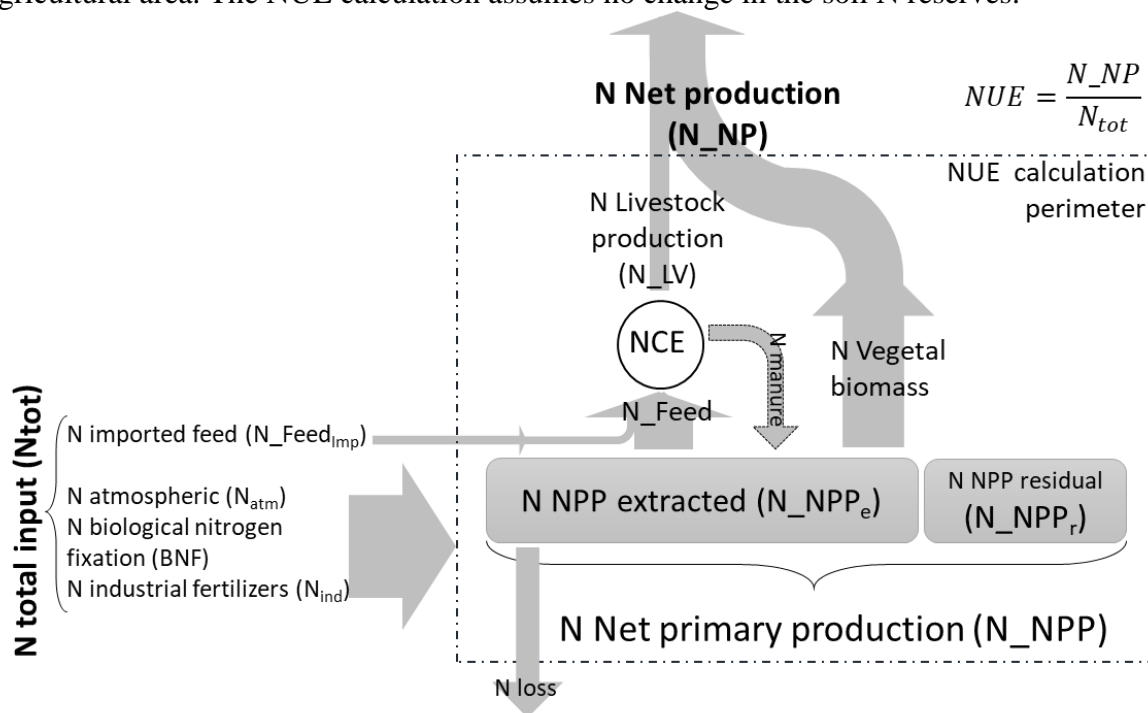 gricultural area. The NCE calculation assumes no change in the soil N reserves.
N Net production
(N_NP)
NUE = N_NP / N_tot
NUE calculation
perimeter
N Livestock
production
(N_LV)
NCE
N manure
N Vegetal
biomass
N_Feed
N total input (Ntot)
N imported feed (N_Feed_Imp)
N atmospheric (N_atm)
N biological nitrogen
fixation (BNF)
N industrial fertilizers (N_ind)
N NPP extracted (N_NPP_e)
N NPP residual
(N_NPP_r)
N Net primary production (N_NPP)
N loss